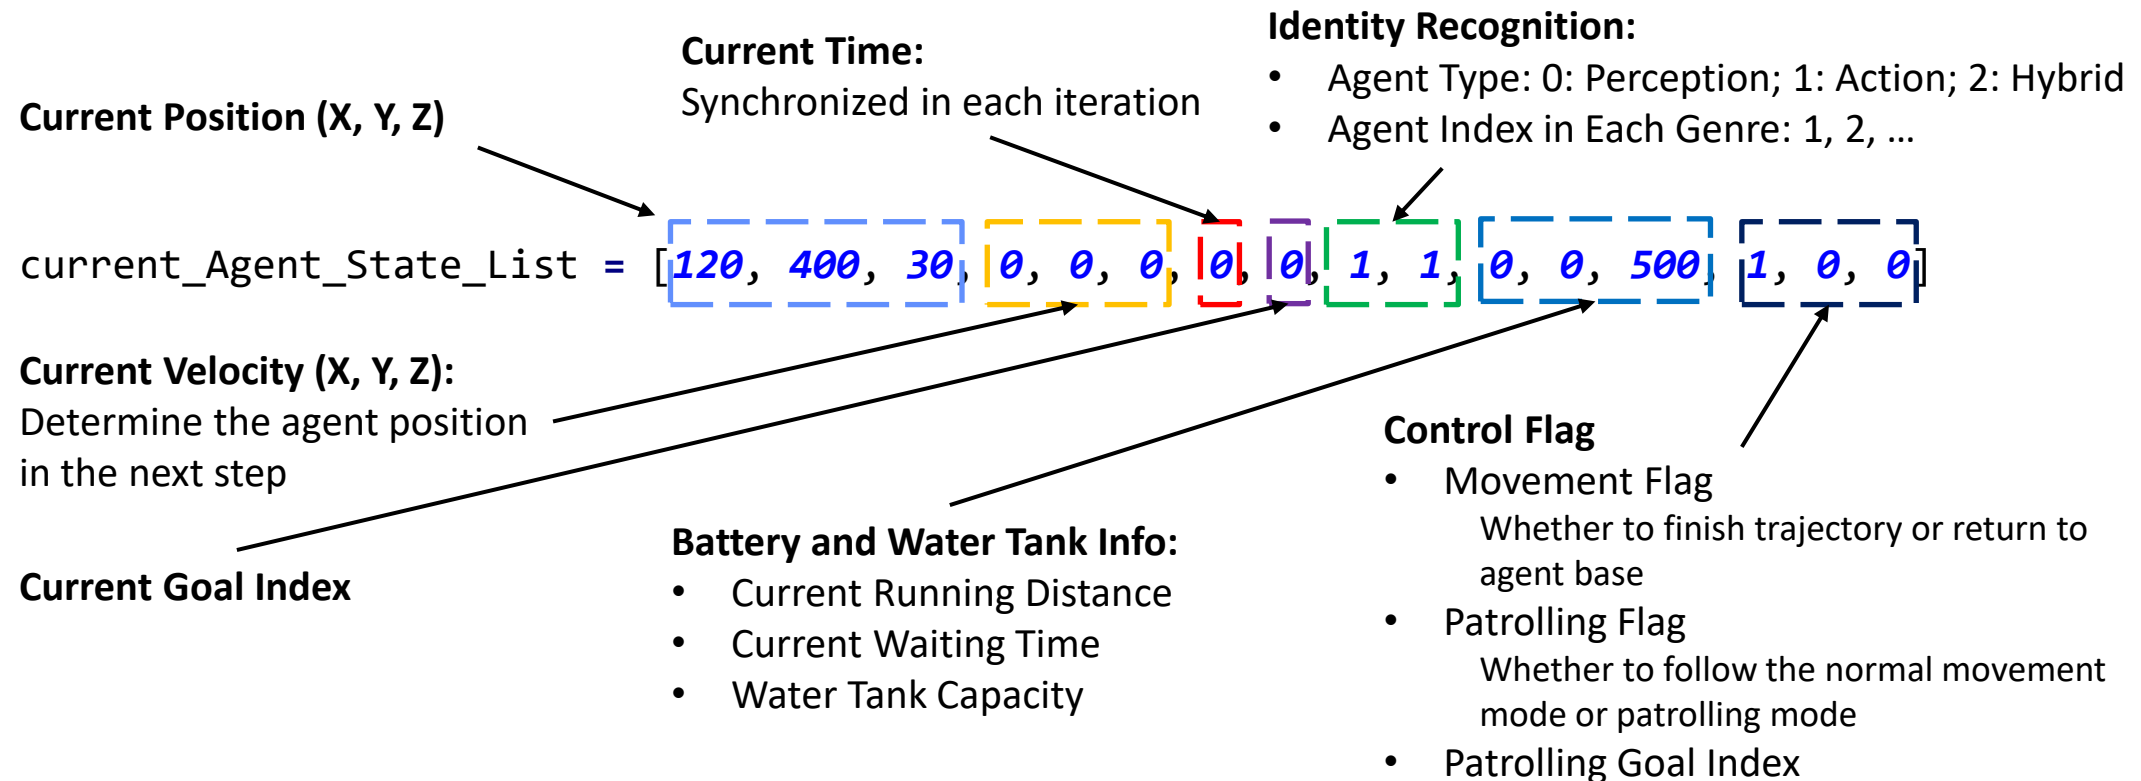 Current Position (X, Y, Z)
Current Time:
Synchronized in each iteration
Identity Recognition:
• Agent Type: 0: Perception; 1: Action; 2: Hybrid
• Agent Index in Each Genre: 1, 2, …
current_Agent_State_List = [120, 400, 30, 0, 0, 0, 0, 0, 1, 1, 0, 0, 500, 1, 0, 0]
Current Velocity (X, Y, Z):
Determine the agent position
in the next step
Current Goal Index
Battery and Water Tank Info:
• Current Running Distance
• Current Waiting Time
• Water Tank Capacity
Control Flag
• Movement Flag
Whether to finish trajectory or return to
agent base
• Patrolling Flag
Whether to follow the normal movement
mode or patrolling mode
• Patrolling Goal Index